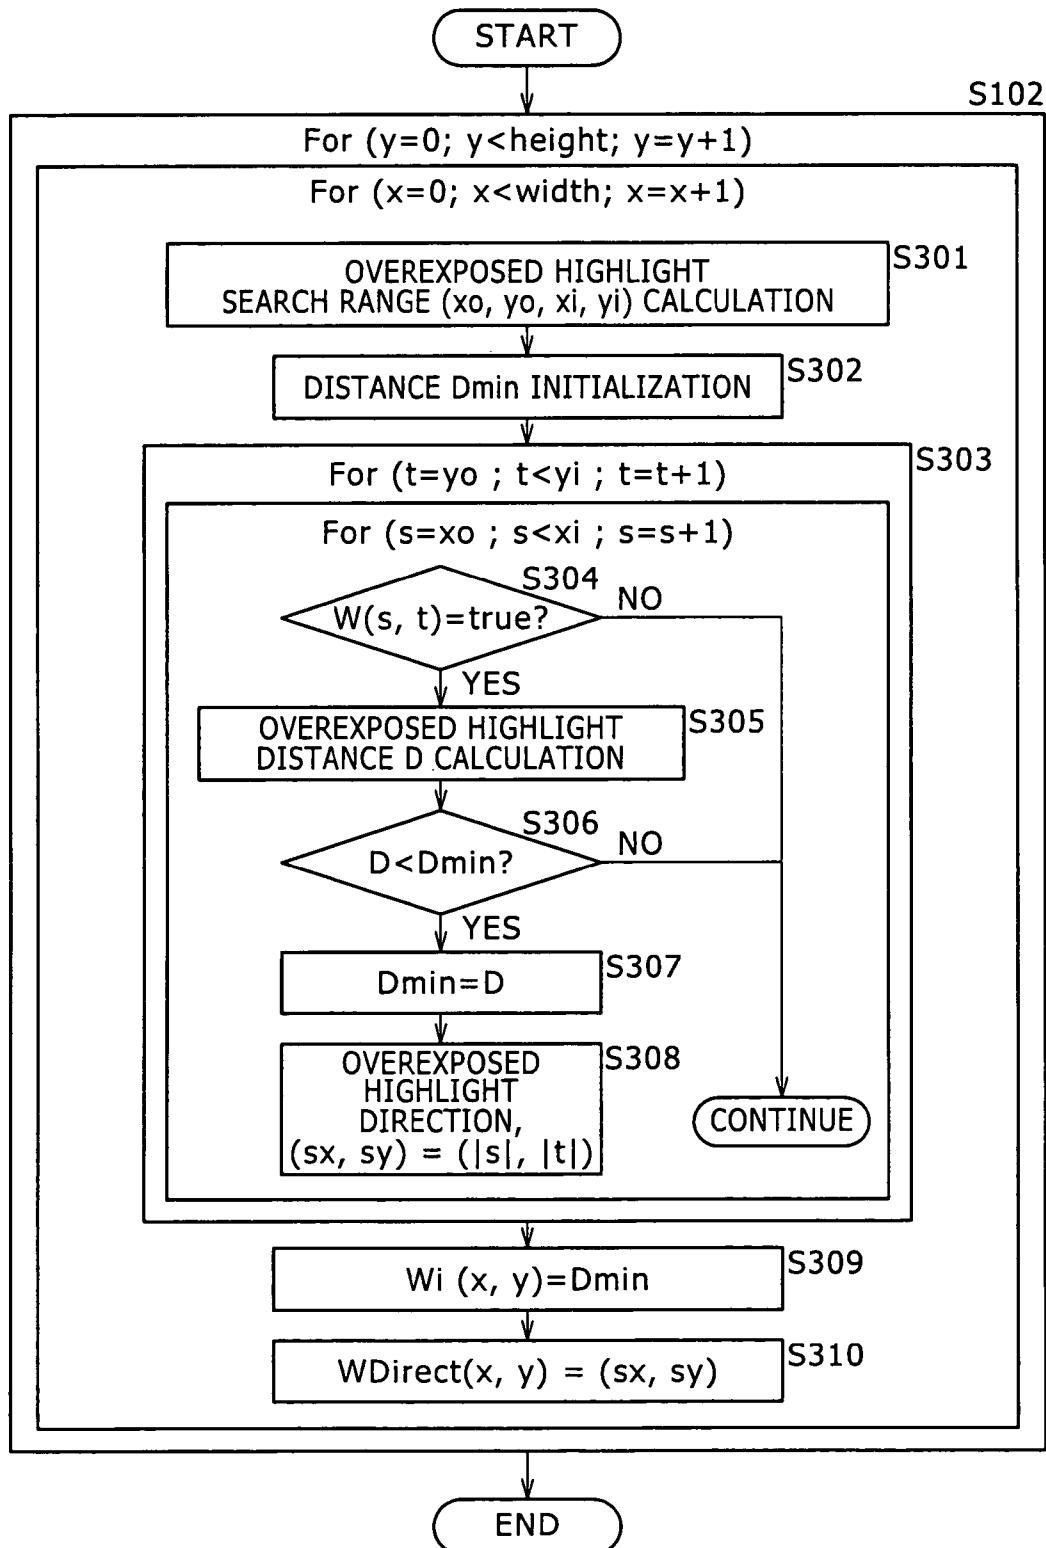 START
S102
For (y=0; y<height; y=y+1)
For (x=0; x<width; x=x+1)
S301
OVEREXPOSED HIGHLIGHT
SEARCH RANGE (xo, yo, xi, yi) CALCULATION
S302
DISTANCE Dmin INITIALIZATION
S303
For (t=yo ; t<yi ; t=t+1)
For (s=xo ; s<xi ; s=s+1)
S304
W(s, t)=true?
NO
YES
S305
OVEREXPOSED HIGHLIGHT
DISTANCE D CALCULATION
S306
D<Dmin?
NO
YES
S307
Dmin=D
S308
OVEREXPOSED
HIGHLIGHT
DIRECTION,
(sx, sy) = (|s|, |t|)
CONTINUE
S309
Wi (x, y)=Dmin
S310
WDirect(x, y) = (sx, sy)
END